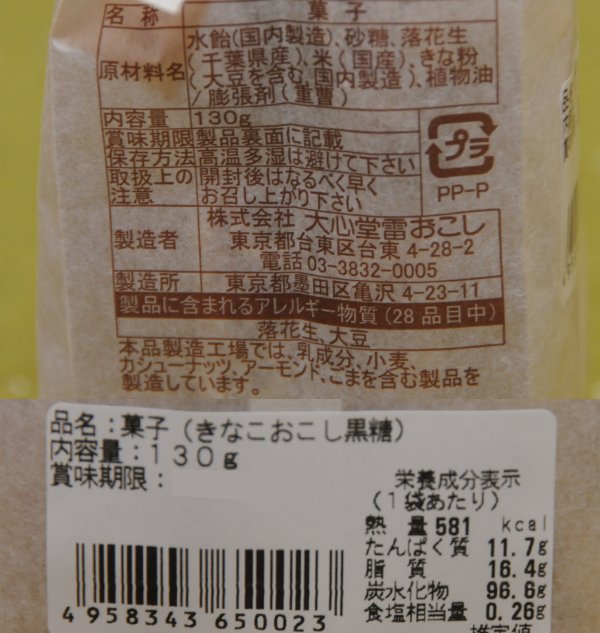 名称 菓子
原材料名 水飴(国内製造)、砂糖、落花生
(千葉県産)、米(国産)、きな粉
(大豆を含む、国内製造)、植物油
/膨張剤(重曹)
内容量 130g
賞味期限 製品裏面に記載
保存方法 高温多湿は避けて下さい
取扱上の注意 開封後はなるべく早く
お召し上がり下さい
プラ
PP-P
製造者 株式会社 大心堂雷おこし
東京都台東区台東 4-28-2
電話 03-3832-0005
製造所 東京都墨田区亀沢 4-23-11
製品に含まれるアレルギー物質(28 品目中)
落花生、大豆
本品製造工場では、乳成分、小麦、
カシューナッツ、アーモンド、ごまを含む製品を
製造しています。
品名:菓子(きなこおこし黒糖)
内容量:130g
賞味期限:
栄養成分表示
(1袋あたり)
熱量 581 kcal
たんぱく質 11.7g
脂質 16.4g
炭水化物 96.6g
食塩相当量 0.26g
推定値
4958343650023